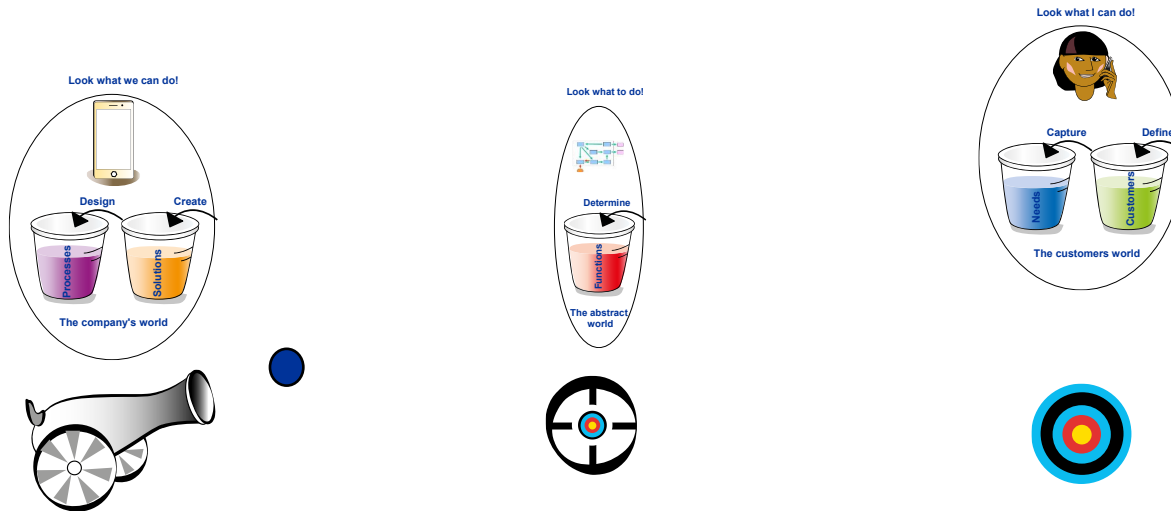 Look what we can do!
Design
Create
Processes
Solutions
The company's world
Look what to do!
Determine
Functions
The abstract
world
Look what I can do!
Capture
Define
Needs
Customers
The customers world